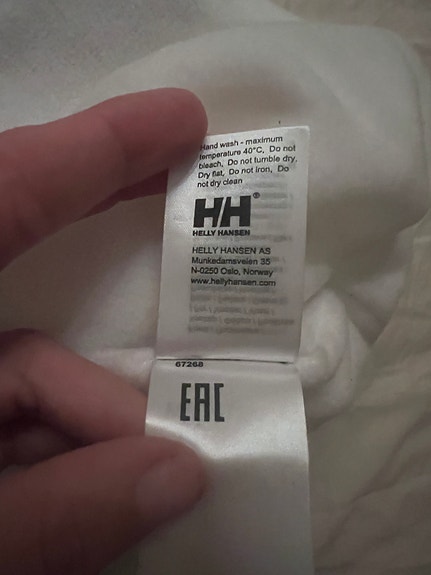 Hand wash - maximum
temperature 40°C, Do not
bleach, Do not tumble dry,
Dry flat, Do not iron, Do
not dry clean
HH®
HELLY HANSEN
HELLY HANSEN AS
Munkedamsveien 35
N-0250 Oslo, Norway
www.hellyhansen.com
67268
EAC